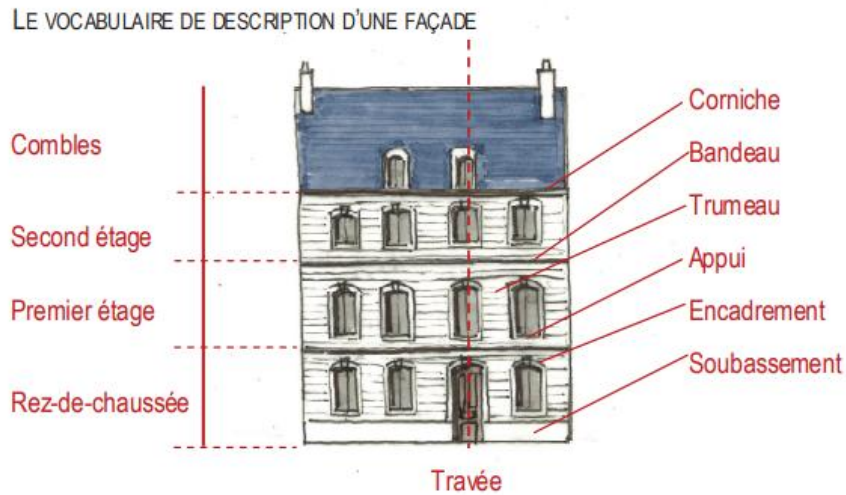 LE VOCABULAIRE DE DESCRIPTION D'UNE FAÇADE
Combles
Second étage
Premier étage
Rez-de-chaussée
Corniche
Bandeau
Trumeau
Appui
Encadrement
Soubassement
Travée